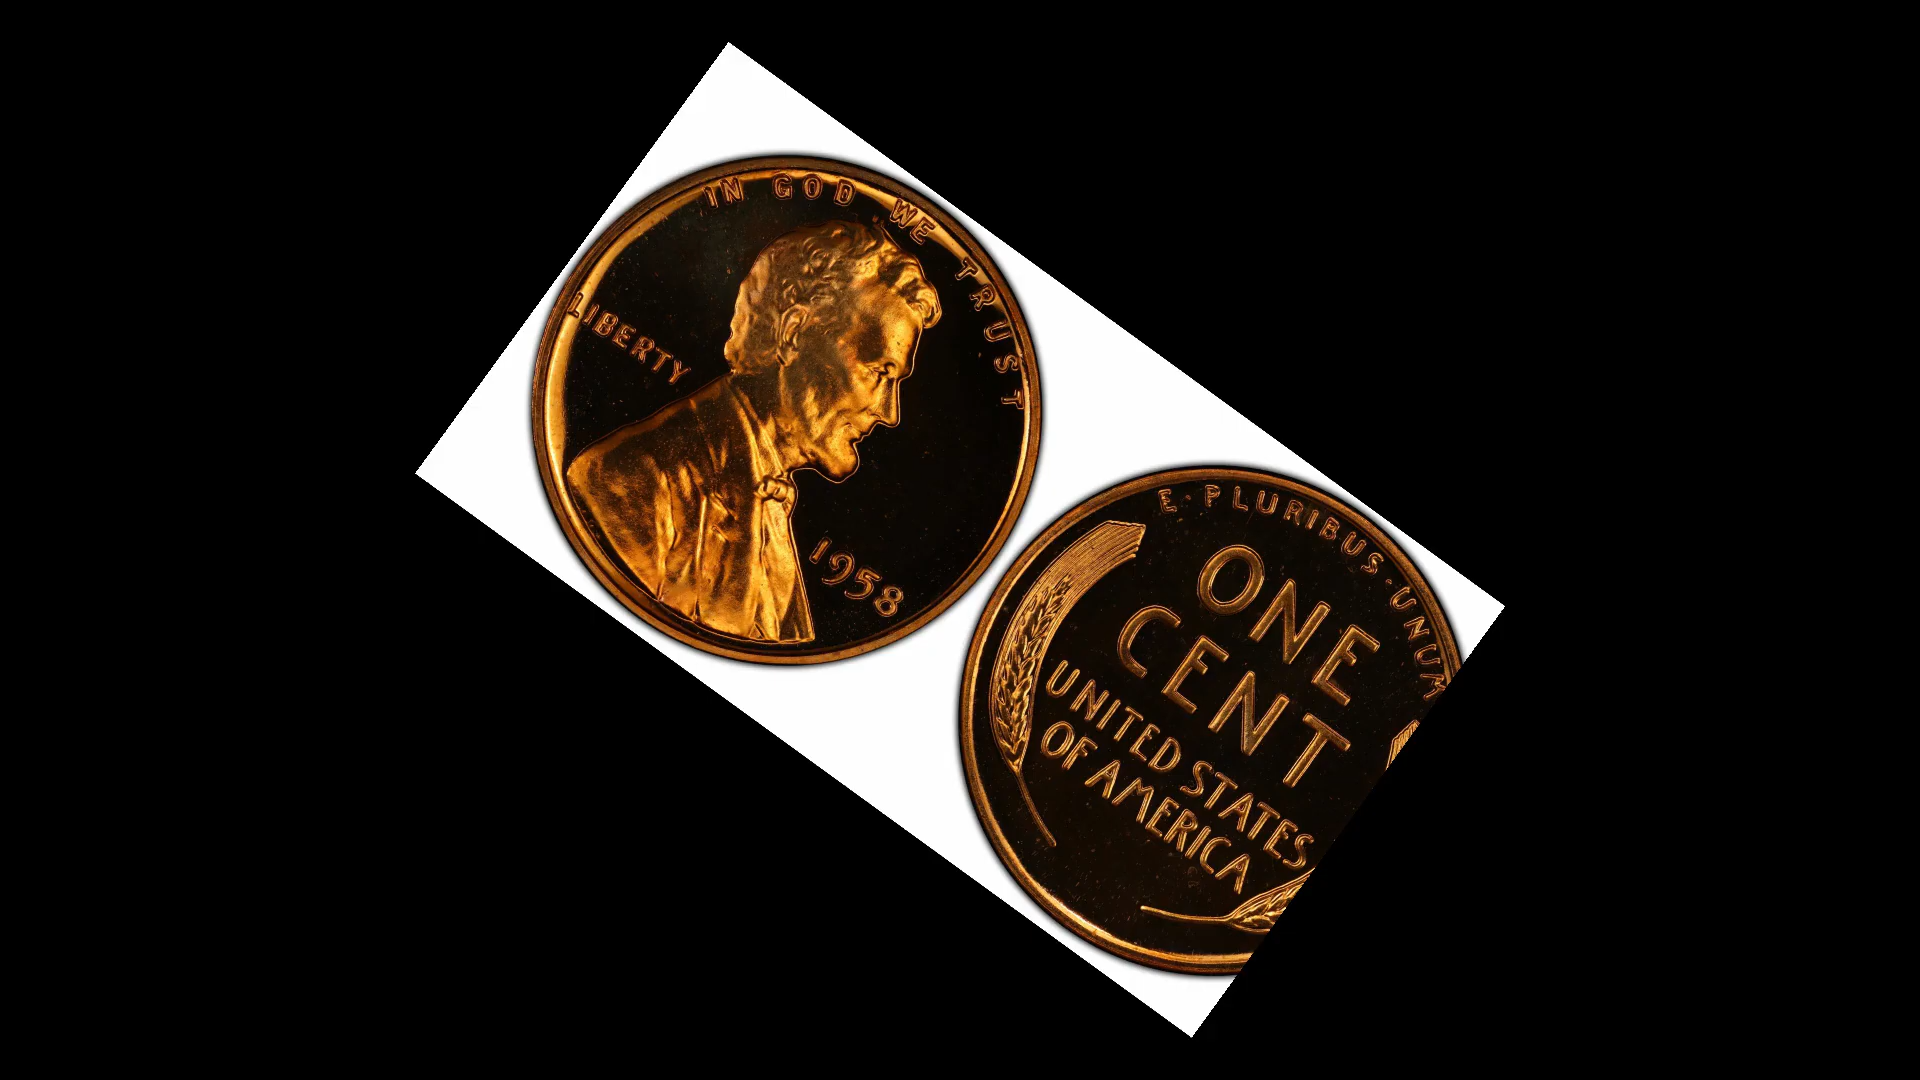 IN GOD WE TRUST
LIBERTY
1958
E·PLURIBUS·UNUM
ONE
CENT
UNITED STATES
OF AMERICA